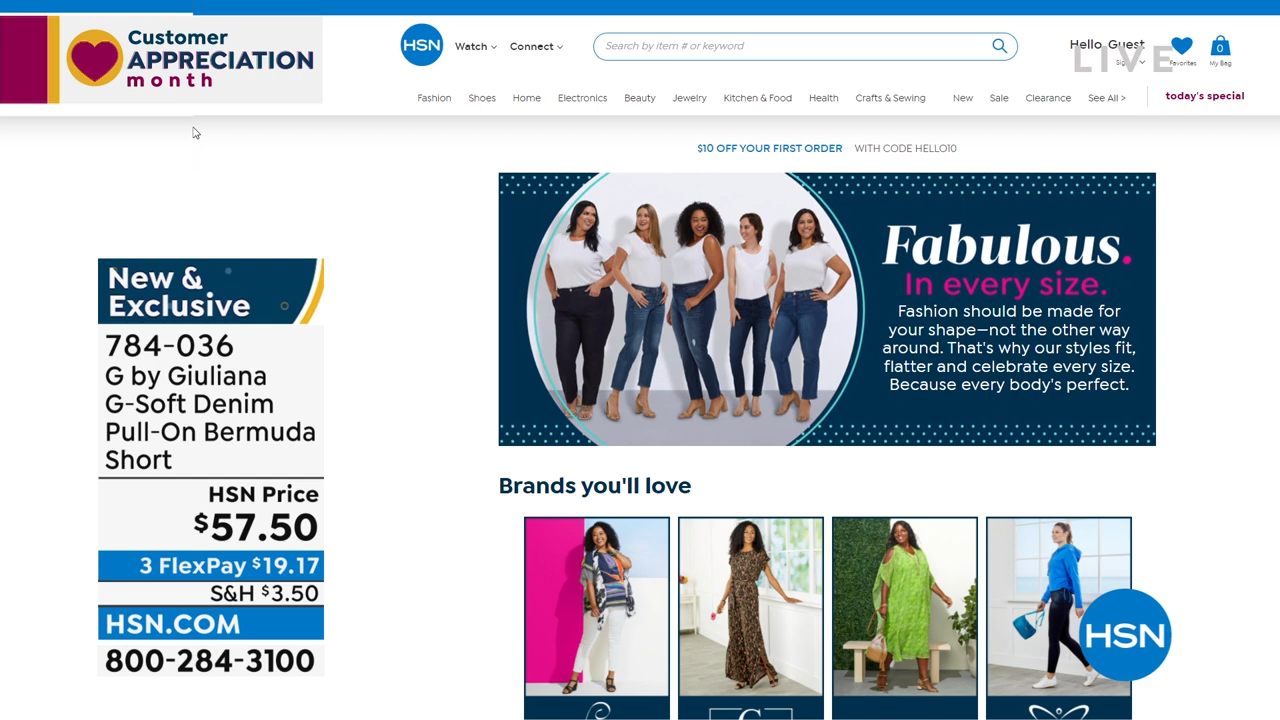 Customer
APPRECIATION
month
HSN
Watch
Connect
Search by item # or keyword
Hello, Guest
LIVE
Favorites
0
My Bag
Fashion
Shoes
Home
Electronics
Beauty
Jewelry
Kitchen & Food
Health
Crafts & Sewing
New
Sale
Clearance
See All >
today's special
$10 OFF YOUR FIRST ORDER WITH CODE HELLO10
Fabulous.
In every size.
Fashion should be made for
your shape—not the other way
around. That's why our styles fit,
flatter and celebrate every size.
Because every body's perfect.
New &
Exclusive
784-036
G by Giuliana
G-Soft Denim
Pull-On Bermuda
Short
HSN Price
$57.50
3 FlexPay $19.17
S&H $3.50
HSN.COM
800-284-3100
Brands you'll love
HSN